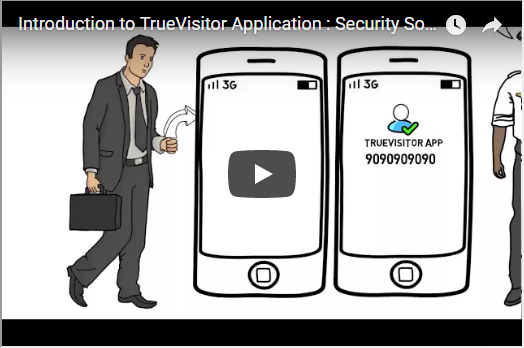 Introduction to TrueVisitor Application : Security So...
3G
3G
TRUEVISITOR APP
9090909090